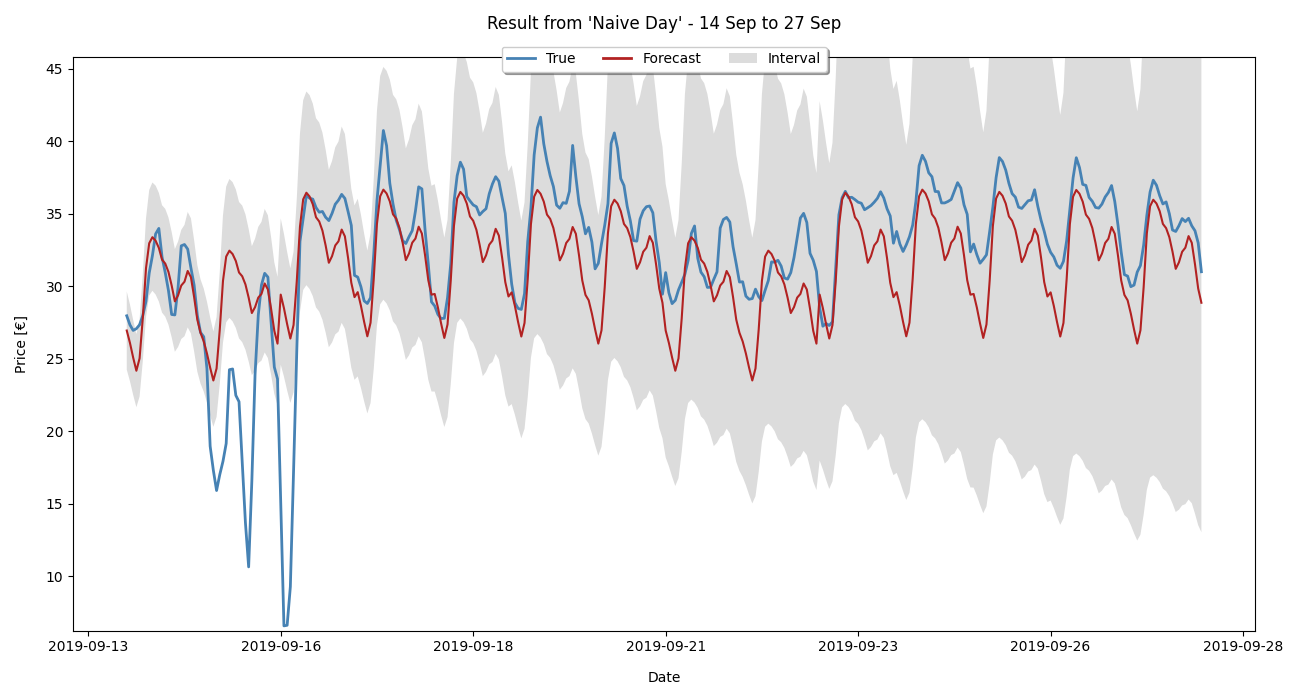 Result from 'Naive Day' - 14 Sep to 27 Sep
True Forecast Interval
45
40
35
30
25
20
15
10
Price [€]
2019-09-13 2019-09-16 2019-09-18 2019-09-21 2019-09-23 2019-09-26 2019-09-28
Date